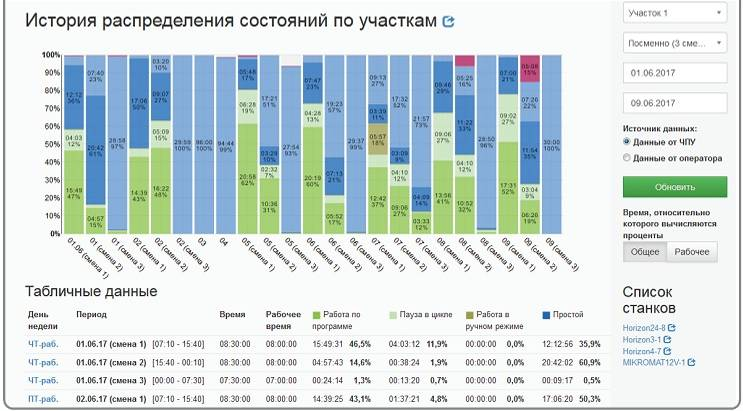 История распределения состояний по участкам
Участок 1
Посменно (3 сме...
01.06.2017
09.06.2017
Источник данных:
Данные от ЧПУ
Данные от оператора
Обновить
Время, относительно
которого вычисляются
проценты
Общее Рабочее
Список
станков
Horizon24-8
Horizon3-1
Horizon4-7
MIKROMAT12V-1
100%
90%
80%
70%
60%
50%
40%
30%
20%
10%
0%
12:12 36%
04:03 12%
15:49 47%
07:40 23%
20:42 61%
04:57 15%
29:58 97%
17:06 50%
14:39 43%
03:20 10%
09:07 27%
05:09 15%
16:22 48%
29:59 100%
96:00 100%
94:44 99%
05:48 17%
06:28 19%
20:58 62%
17:21 51%
03:29 10%
02:32 7%
10:36 31%
27:54 93%
07:47 23%
04:28 13%
20:19 60%
19:23 57%
07:13 21%
05:52 17%
29:37 99%
09:13 27%
03:39 11%
05:57 18%
12:42 37%
17:32 52%
03:09 9%
04:10 12%
09:06 27%
21:57 73%
04:09 14%
03:33 12%
09:46 29%
09:06 27%
13:56 41%
05:25 16%
11:22 33%
04:10 12%
10:52 32%
28:50 96%
07:00 21%
09:02 27%
17:31 52%
05:08 15%
07:26 22%
11:54 35%
03:04 9%
06:26 19%
30:00 100%
01.06 (смена 1)
01 (смена 2)
01 (смена 3)
02 (смена 1)
02 (смена 2)
02 (смена 3)
03
04
05 (смена 1)
05 (смена 2)
05 (смена 3)
06 (смена 1)
06 (смена 2)
06 (смена 3)
07 (смена 1)
07 (смена 2)
07 (смена 3)
08 (смена 1)
08 (смена 2)
08 (смена 3)
09 (смена 1)
09 (смена 2)
09 (смена 3)
Табличные данные
День недели Период Время Рабочее время Работа по программе Пауза в цикле Работа в ручном режиме Простой
ЧТ-раб. 01.06.17 (смена 1) [07:10 - 15:40] 08:30:00 08:00:00 15:49:31 46,5% 04:03:12 11,9% 00:00:00 0,0% 12:12:56 35,9%
ЧТ-раб. 01.06.17 (смена 2) [15:40 - 00:10] 08:30:00 08:00:00 04:57:43 14,6% 00:38:24 1,9% 00:00:00 0,0% 20:42:02 60,9%
ЧТ-раб. 01.06.17 (смена 3) [00:00 - 07:30] 07:30:00 07:00:00 00:24:14 1,3% 00:13:20 0,7% 00:00:00 0,0% 00:09:17 0,5%
ПТ-раб. 02.06.17 (смена 1) [07:10 - 15:40] 08:30:00 08:00:00 14:39:25 43,1% 01:37:21 4,8% 00:00:00 0,0% 17:06:20 50,3%